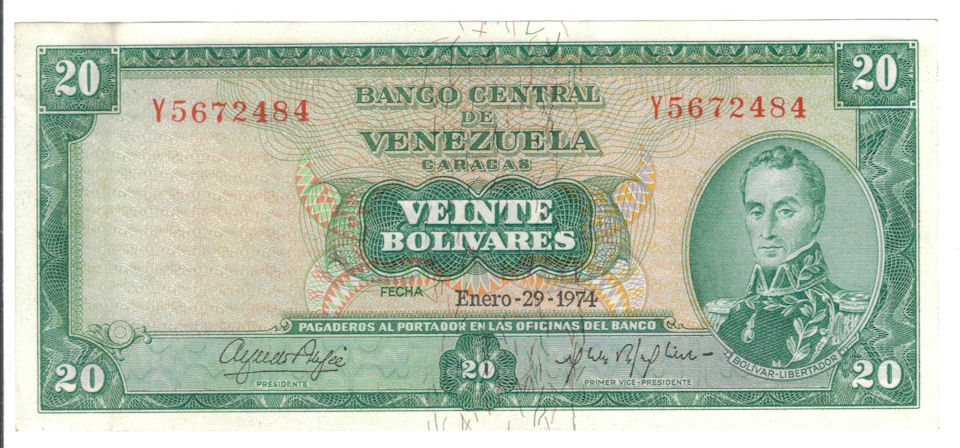 20
20
Y5672484
Y5672484
BANCO CENTRAL
DE
VENEZUELA
CARACAS
VEINTE
BOLIVARES
FECHA Enero-29-1974
PAGADEROS AL PORTADOR EN LAS OFICINAS DEL BANCO
BOLÍVAR-LIBERTADOR
PRESIDENTE
PRIMER VICE-PRESIDENTE
20
20
20